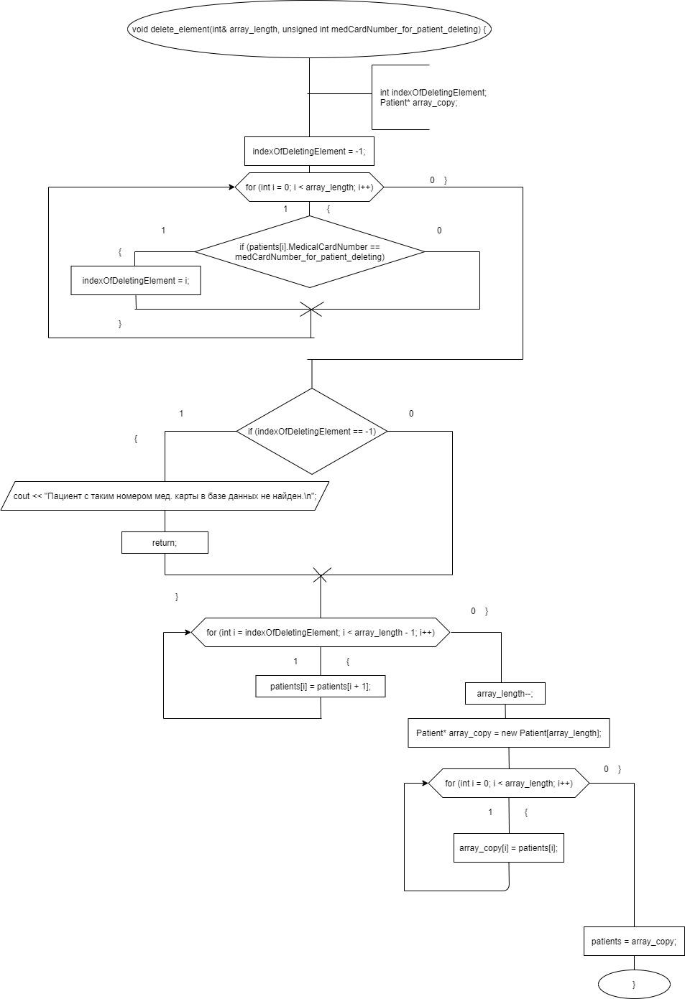 void delete_element(int& array_length, unsigned int medCardNumber_for_patient_deleting) {
int indexOfDeletingElement;
Patient* array_copy;
indexOfDeletingElement = -1;
0 }
for (int i = 0; i < array_length; i++)
1 {
1
0
if (patients[i].MedicalCardNumber ==
medCardNumber_for_patient_deleting)
{
indexOfDeletingElement = i;
}
1
0
if (indexOfDeletingElement == -1)
{
cout << "Пациент с таким номером мед. карты в базе данных не найден.\n";
return;
}
0 }
for (int i = indexOfDeletingElement; i < array_length - 1; i++)
1 {
patients[i] = patients[i + 1];
array_length--;
Patient* array_copy = new Patient[array_length];
0 }
for (int i = 0; i < array_length; i++)
1 {
array_copy[i] = patients[i];
patients = array_copy;
}